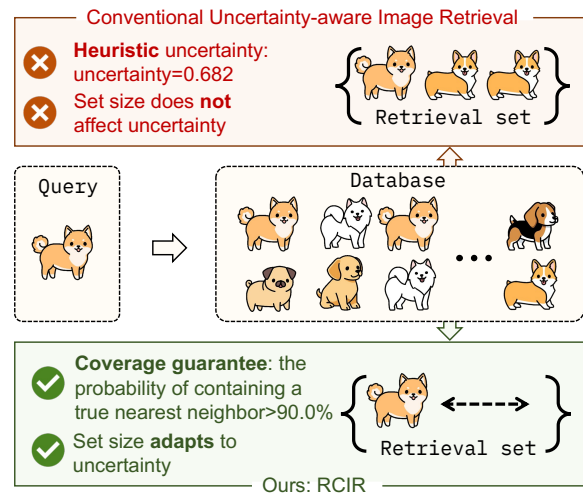 Conventional Uncertainty-aware Image Retrieval
Heuristic uncertainty:
uncertainty=0.682
Set size does not
affect uncertainty
Retrieval set
Query
Database
Coverage guarantee: the
probability of containing a
true nearest neighbor>90.0%
Set size adapts to
uncertainty
Retrieval set
Ours: RCIR